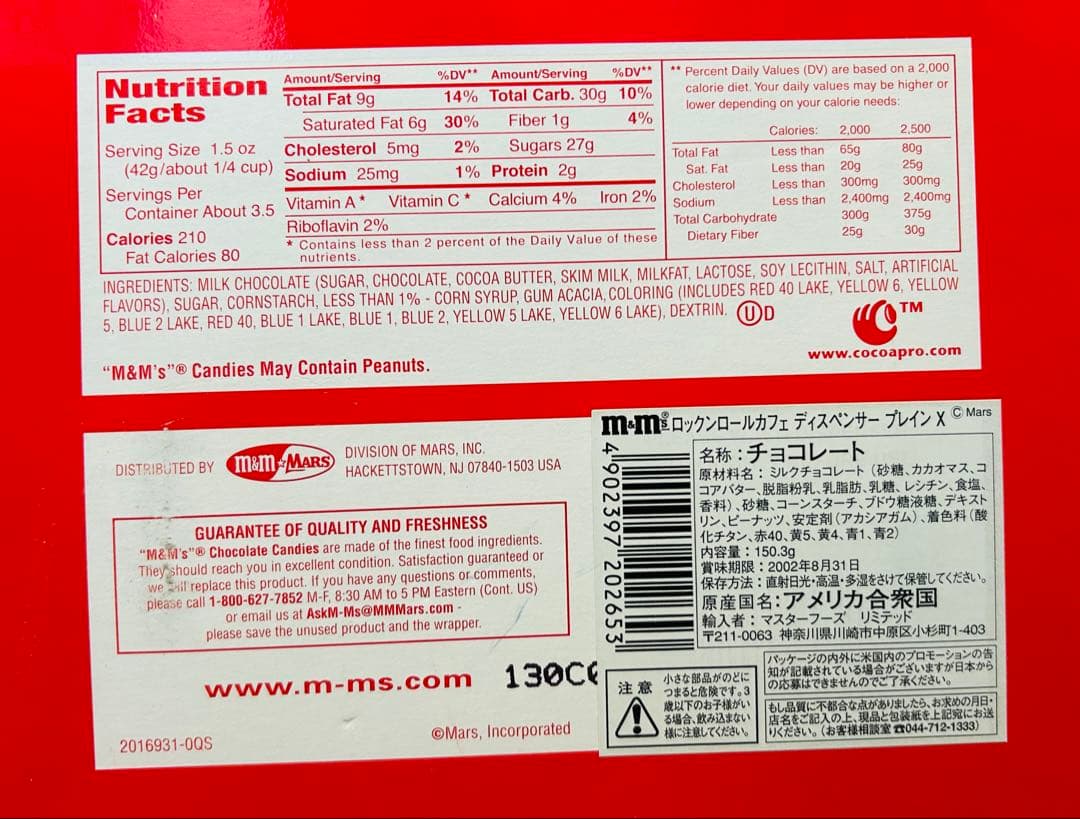 Nutrition Facts
Serving Size 1.5 oz
(42g/about 1/4 cup)
Servings Per
Container About 3.5
Calories 210
Fat Calories 80
Amount/Serving %DV** Amount/Serving %DV**
Total Fat 9g 14% Total Carb. 30g 10%
Saturated Fat 6g 30% Fiber 1g 4%
Cholesterol 5mg 2% Sugars 27g
Sodium 25mg 1% Protein 2g
Vitamin A * Vitamin C * Calcium 4% Iron 2%
Riboflavin 2%
* Contains less than 2 percent of the Daily Value of these
nutrients.
** Percent Daily Values (DV) are based on a 2,000
calorie diet. Your daily values may be higher or
lower depending on your calorie needs:
Calories: 2,000 2,500
Total Fat Less than 65g 80g
Sat. Fat Less than 20g 25g
Cholesterol Less than 300mg 300mg
Sodium Less than 2,400mg 2,400mg
Total Carbohydrate 300g 375g
Dietary Fiber 25g 30g
INGREDIENTS: MILK CHOCOLATE (SUGAR, CHOCOLATE, COCOA BUTTER, SKIM MILK, MILKFAT, LACTOSE, SOY LECITHIN, SALT, ARTIFICIAL
FLAVORS), SUGAR, CORNSTARCH, LESS THAN 1% - CORN SYRUP, GUM ACACIA, COLORING (INCLUDES RED 40 LAKE, YELLOW 6, YELLOW
5, BLUE 2 LAKE, RED 40, BLUE 1 LAKE, BLUE 1, BLUE 2, YELLOW 5 LAKE, YELLOW 6 LAKE), DEXTRIN. ⓊD
TM
www.cocoapro.com
"M&M's"® Candies May Contain Peanuts.
DISTRIBUTED BY m&m★MARS
DIVISION OF MARS, INC.
HACKETTSTOWN, NJ 07840-1503 USA
GUARANTEE OF QUALITY AND FRESHNESS
"M&M's"® Chocolate Candies are made of the finest food ingredients.
They should reach you in excellent condition. Satisfaction guaranteed or
we will replace this product. If you have any questions or comments,
please call 1-800-627-7852 M-F, 8:30 AM to 5 PM Eastern (Cont. US)
or email us at AskM-Ms@MMMars.com -
please save the unused product and the wrapper.
www.m-ms.com
130C
2016931-0QS
©Mars, Incorporated
m&m's® ロックンロールカフェ ディスペンサー プレイン X © Mars
4 902397 202653
名称：チョコレート
原材料名：ミルクチョコレート（砂糖、カカオマス、コ
コアバター、脱脂粉乳、乳脂肪、乳糖、レシチン、食塩、
香料）、砂糖、コーンスターチ、ブドウ糖液糖、デキスト
リン、ピーナッツ、安定剤（アカシアガム）、着色料（酸
化チタン、赤40、黄5、黄4、青1、青2）
内容量：150.3g
賞味期限：2002年8月31日
保存方法：直射日光・高温・多湿をさけて保管してください。
原産国名：アメリカ合衆国
輸入者：マスターフーズ リミテッド
〒211-0063 神奈川県川崎市中原区小杉町1-403
注意
小さな部品がのどに
つまると危険です。3
歳以下のお子様がい
る場合、飲み込まない
様に注意してください。
パッケージの内外に米国内のプロモーションの告
知が記載されている場合がございますが日本から
の応募はできませんのでご了承ください。
もし品質に不都合な点がありましたら、お求めの月日・
店名をご記入の上、現品と包装紙を上記宛にお送
りください。（お客様相談室 ☎044-712-1333）